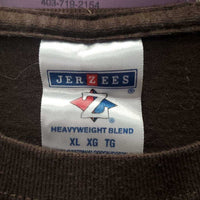 403-719-2154
JERZEES
HEAVYWEIGHT BLEND
XL XG TG